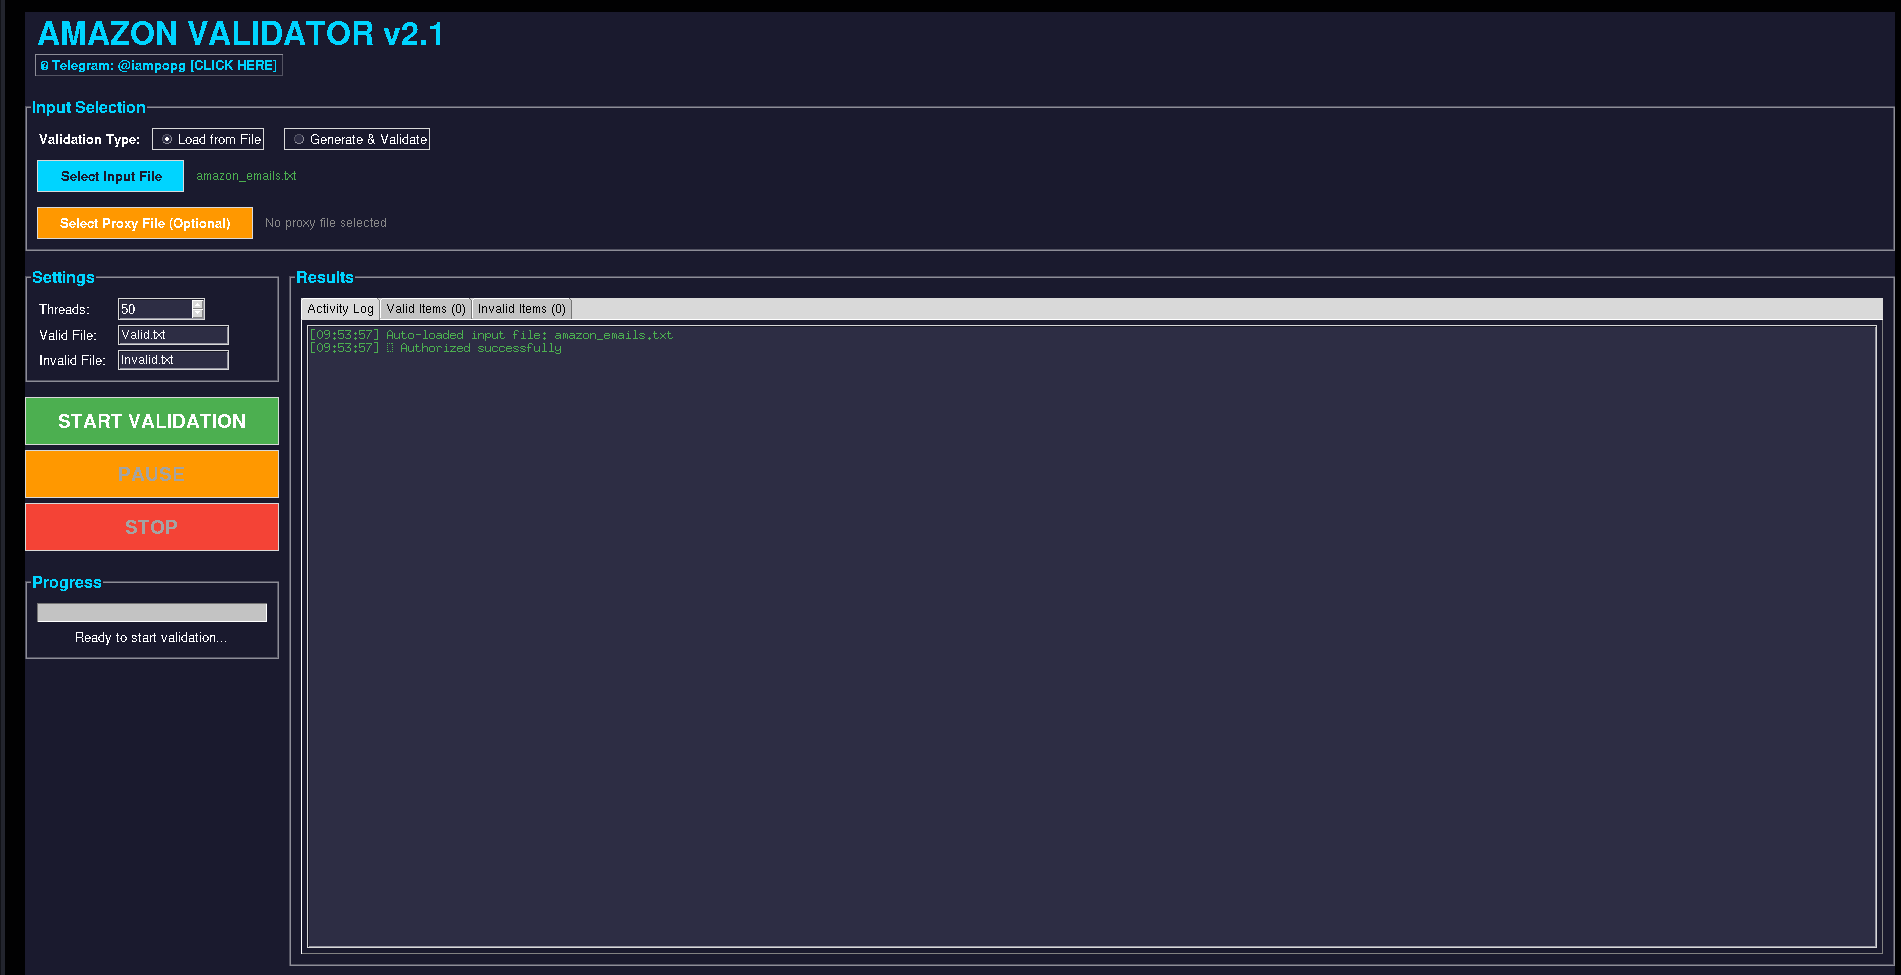 AMAZON VALIDATOR v2.1
Telegram: @iampopg [CLICK HERE]
Input Selection
Validation Type: Load from File Generate & Validate
Select Input File amazon_emails.txt
Select Proxy File (Optional) No proxy file selected
Settings
Threads: 50
Valid File: Valid.txt
Invalid File: Invalid.txt
START VALIDATION
PAUSE
STOP
Progress
Ready to start validation...
Results
Activity Log Valid Items (0) Invalid Items (0)
[09:53:57] Auto-loaded input file: amazon_emails.txt
[09:53:57] Authorized successfully